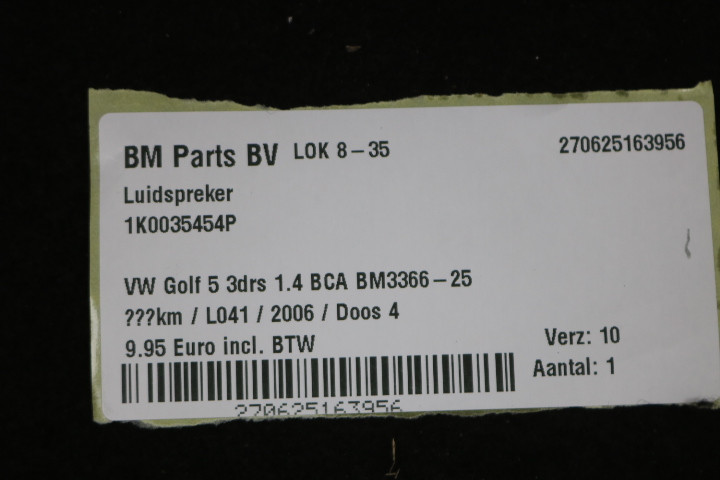 BM Parts BV LOK 8-35 270625163956
Luidspreker
1K0035454P
VW Golf 5 3drs 1.4 BCA BM3366-25
???km / L041 / 2006 / Doos 4
9.95 Euro incl. BTW Verz: 10
Aantal: 1
270625163956